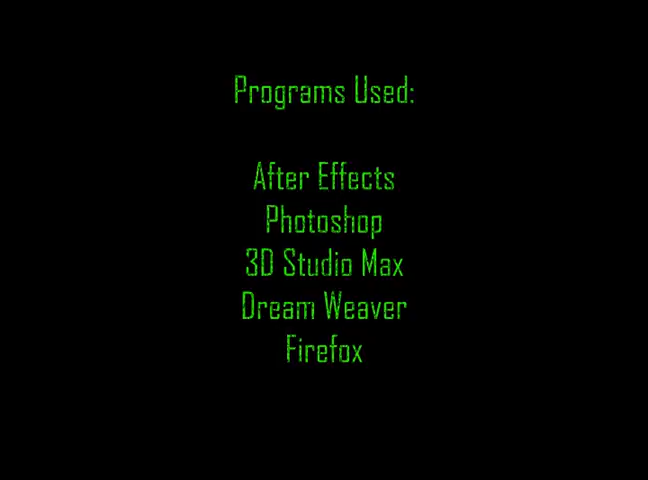 Programs Used:
After Effects
Photoshop
3D Studio Max
Dream Weaver
Firefox